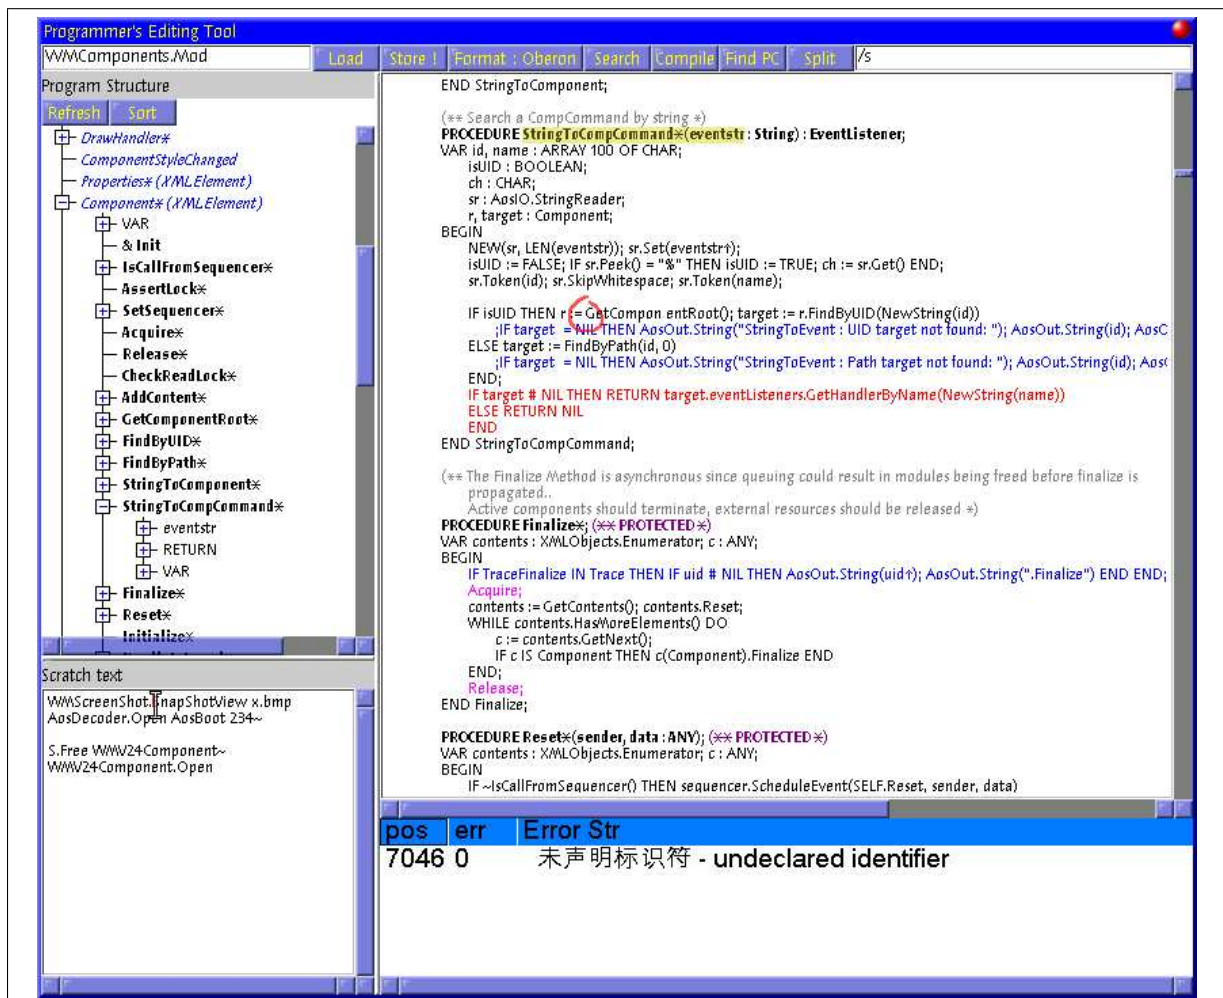 Programmer's Editing Tool
WMComponents.Mod Load Store ! Format : Oberon Search Compile Find PC Split /s
Program Structure
Refresh Sort
DrawHandler*
ComponentStyleChanged
Properties* (XMLElement)
Component* (XMLElement)
VAR
& Init
IsCallFromSequencer*
AssertLock*
SetSequencer*
Acquire*
Release*
CheckReadLock*
AddContent*
GetComponentRoot*
FindByUID*
FindByPath*
StringToComponent*
StringToCompCommand*
eventstr
RETURN
VAR
Finalize*
Reset*
Initialize*
Scratch text
WMScreenShot.SnapShotView x.bmp
AosDecoder.Open AosBoot 234~
S.Free WMV24Component~
WMV24Component.Open
END StringToComponent;
(** Search a CompCommand by string *)
PROCEDURE StringToCompCommand*(eventstr : String) : EventListener;
VAR id, name : ARRAY 100 OF CHAR;
isUID : BOOLEAN;
ch : CHAR;
sr : AosIO.StringReader;
r, target : Component;
BEGIN
NEW(sr, LEN(eventstr)); sr.Set(eventstr↑);
isUID := FALSE; IF sr.Peek() = "%" THEN isUID := TRUE; ch := sr.Get() END;
sr.Token(id); sr.SkipWhitespace; sr.Token(name);
IF isUID THEN r := GetCompon entRoot(); target := r.FindByUID(NewString(id))
;IF target = NIL THEN AosOut.String("StringToEvent : UID target not found: "); AosOut.String(id); AosO
ELSE target := FindByPath(id, 0)
;IF target = NIL THEN AosOut.String("StringToEvent : Path target not found: "); AosOut.String(id); Aos
END;
IF target # NIL THEN RETURN target.eventListeners.GetHandlerByName(NewString(name))
ELSE RETURN NIL
END
END StringToCompCommand;
(** The Finalize Method is asynchronous since queuing could result in modules being freed before finalize is
propagated..
Active components should terminate, external resources should be released *)
PROCEDURE Finalize*; (** PROTECTED *)
VAR contents : XMLObjects.Enumerator; c : ANY;
BEGIN
IF TraceFinalize IN Trace THEN IF uid # NIL THEN AosOut.String(uid↑); AosOut.String(".Finalize") END END;
Acquire;
contents := GetContents(); contents.Reset;
WHILE contents.HasMoreElements() DO
c := contents.GetNext();
IF c IS Component THEN c(Component).Finalize END
END;
Release;
END Finalize;
PROCEDURE Reset*(sender, data : ANY); (** PROTECTED *)
VAR contents : XMLObjects.Enumerator; c : ANY;
BEGIN
IF ~IsCallFromSequencer() THEN sequencer.ScheduleEvent(SELF.Reset, sender, data)
pos err Error Str
7046 0 未声明标识符 - undeclared identifier